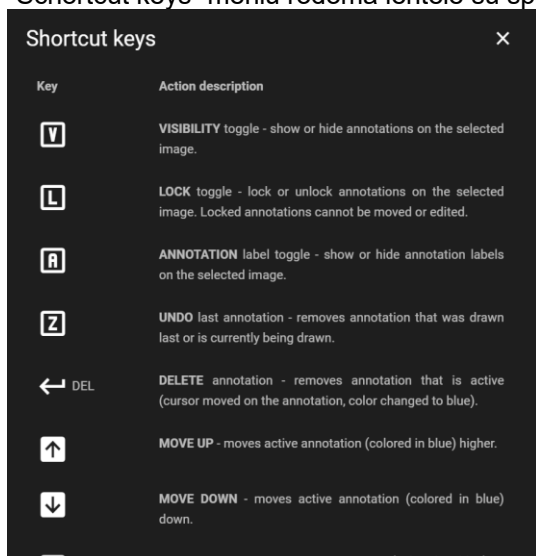 Shortcut keys
Key Action description
V VISIBILITY toggle - show or hide annotations on the selected
image.
L LOCK toggle - lock or unlock annotations on the selected
image. Locked annotations cannot be moved or edited.
A ANNOTATION label toggle - show or hide annotation labels
on the selected image.
Z UNDO last annotation - removes annotation that was drawn
last or is currently being drawn.
DEL DELETE annotation - removes annotation that is active
(cursor moved on the annotation, color changed to blue).
MOVE UP - moves active annotation (colored in blue) higher.
MOVE DOWN - moves active annotation (colored in blue)
down.